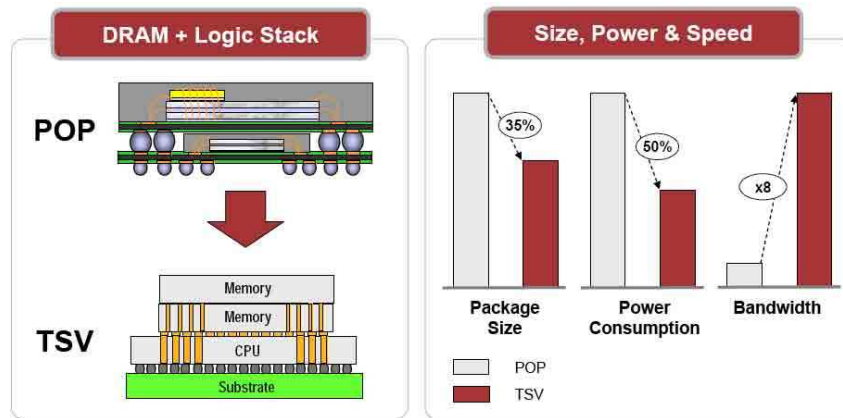 DRAM + Logic Stack
POP
Memory
Memory
TSV
CPU
Substrate
Size, Power & Speed
35%
50%
x8
Package
Size
Power
Consumption
Bandwidth
POP
TSV